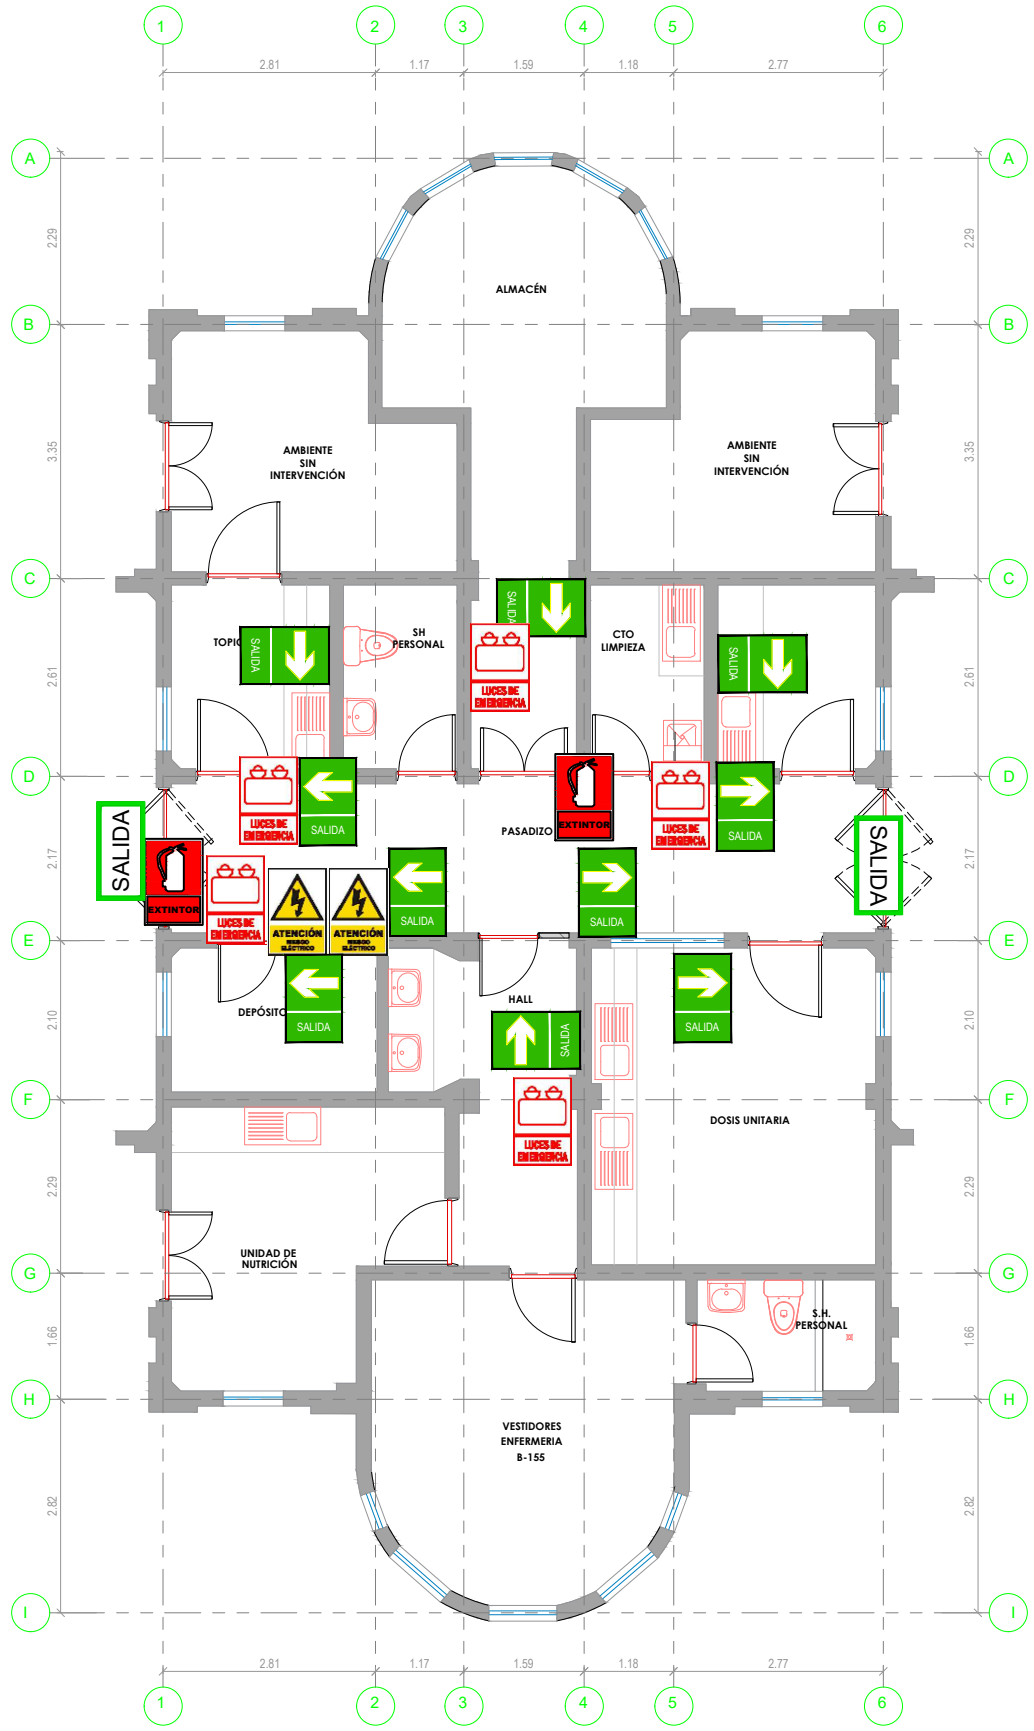 1 2 3 4 5 6
2.81 1.17 1.59 1.18 2.77
A A
2.29 2.29
ALMACÉN
B B
3.35 3.35
AMBIENTE
SIN
INTERVENCIÓN
AMBIENTE
SIN
INTERVENCIÓN
C C
SALIDA
SH
PERSONAL
CTO
LIMPIEZA
TOPIC
SALIDA
SALIDA
2.61 2.61
LUCES DE
EMERGENCIA
D D
LUCES DE
EMERGENCIA
SALIDA
EXTINTOR
LUCES DE
EMERGENCIA
SALIDA
PASADIZO
2.17 2.17
SALIDA
SALIDA
EXTINTOR
LUCES DE
EMERGENCIA
ATENCIÓN
RIESGO
ELÉCTRICO
ATENCIÓN
RIESGO
ELÉCTRICO
SALIDA
SALIDA
E E
DEPÓSITO
SALIDA
HALL
SALIDA
SALIDA
2.10 2.10
F F
LUCES DE
EMERGENCIA
DOSIS UNITARIA
2.29 2.29
UNIDAD DE
NUTRICIÓN
G G
S.H.
PERSONAL
1.66 1.66
H H
VESTIDORES
ENFERMERIA
B-155
2.82 2.82
I I
2.81 1.17 1.59 1.18 2.77
1 2 3 4 5 6